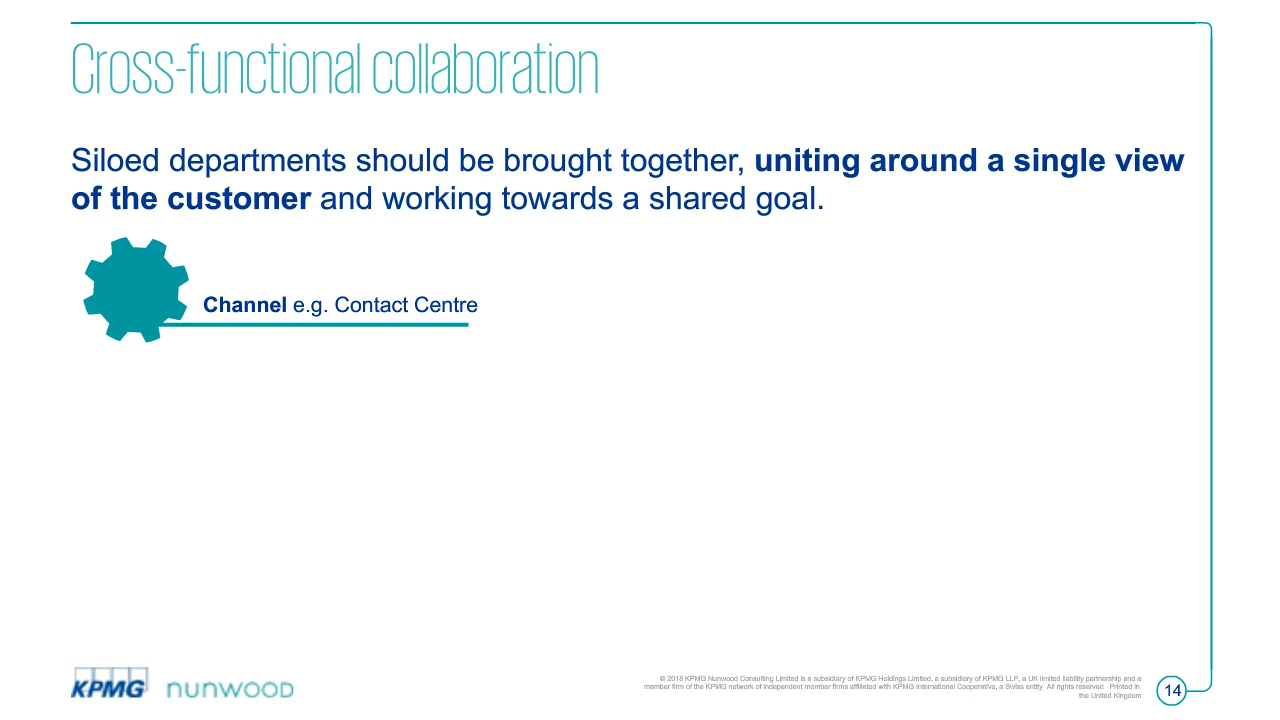 Cross-functional collaboration
Siloed departments should be brought together, uniting around a single view
of the customer and working towards a shared goal.
Channel e.g. Contact Centre
KPMG nunwood
© 2018 KPMG Nunwood Consulting Limited is a subsidiary of KPMG Holdings Limited, a subsidiary of KPMG LLP, a UK limited liability partnership and a
member firm of the KPMG network of independent member firms affiliated with KPMG International Cooperative, a Swiss entity All rights reserved Printed in
the United Kingdom
14